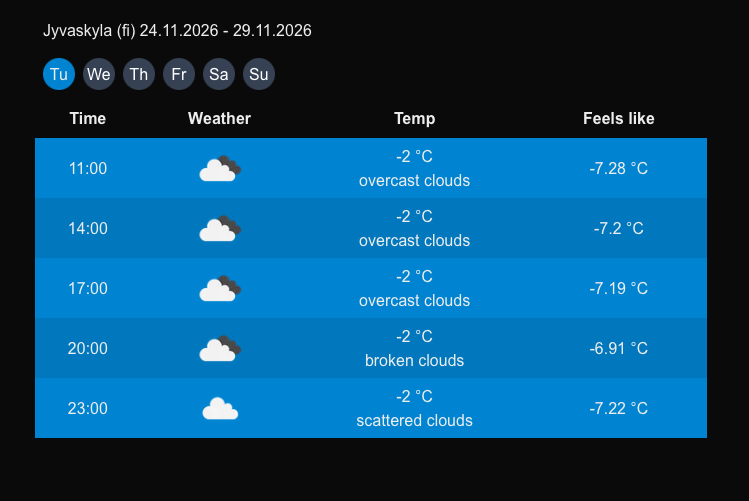 Jyvaskyla (fi) 24.11.2026 - 29.11.2026
Tu We Th Fr Sa Su
Time Weather Temp Feels like
11:00 -2 °C overcast clouds -7.28 °C
14:00 -2 °C overcast clouds -7.2 °C
17:00 -2 °C overcast clouds -7.19 °C
20:00 -2 °C broken clouds -6.91 °C
23:00 -2 °C scattered clouds -7.22 °C